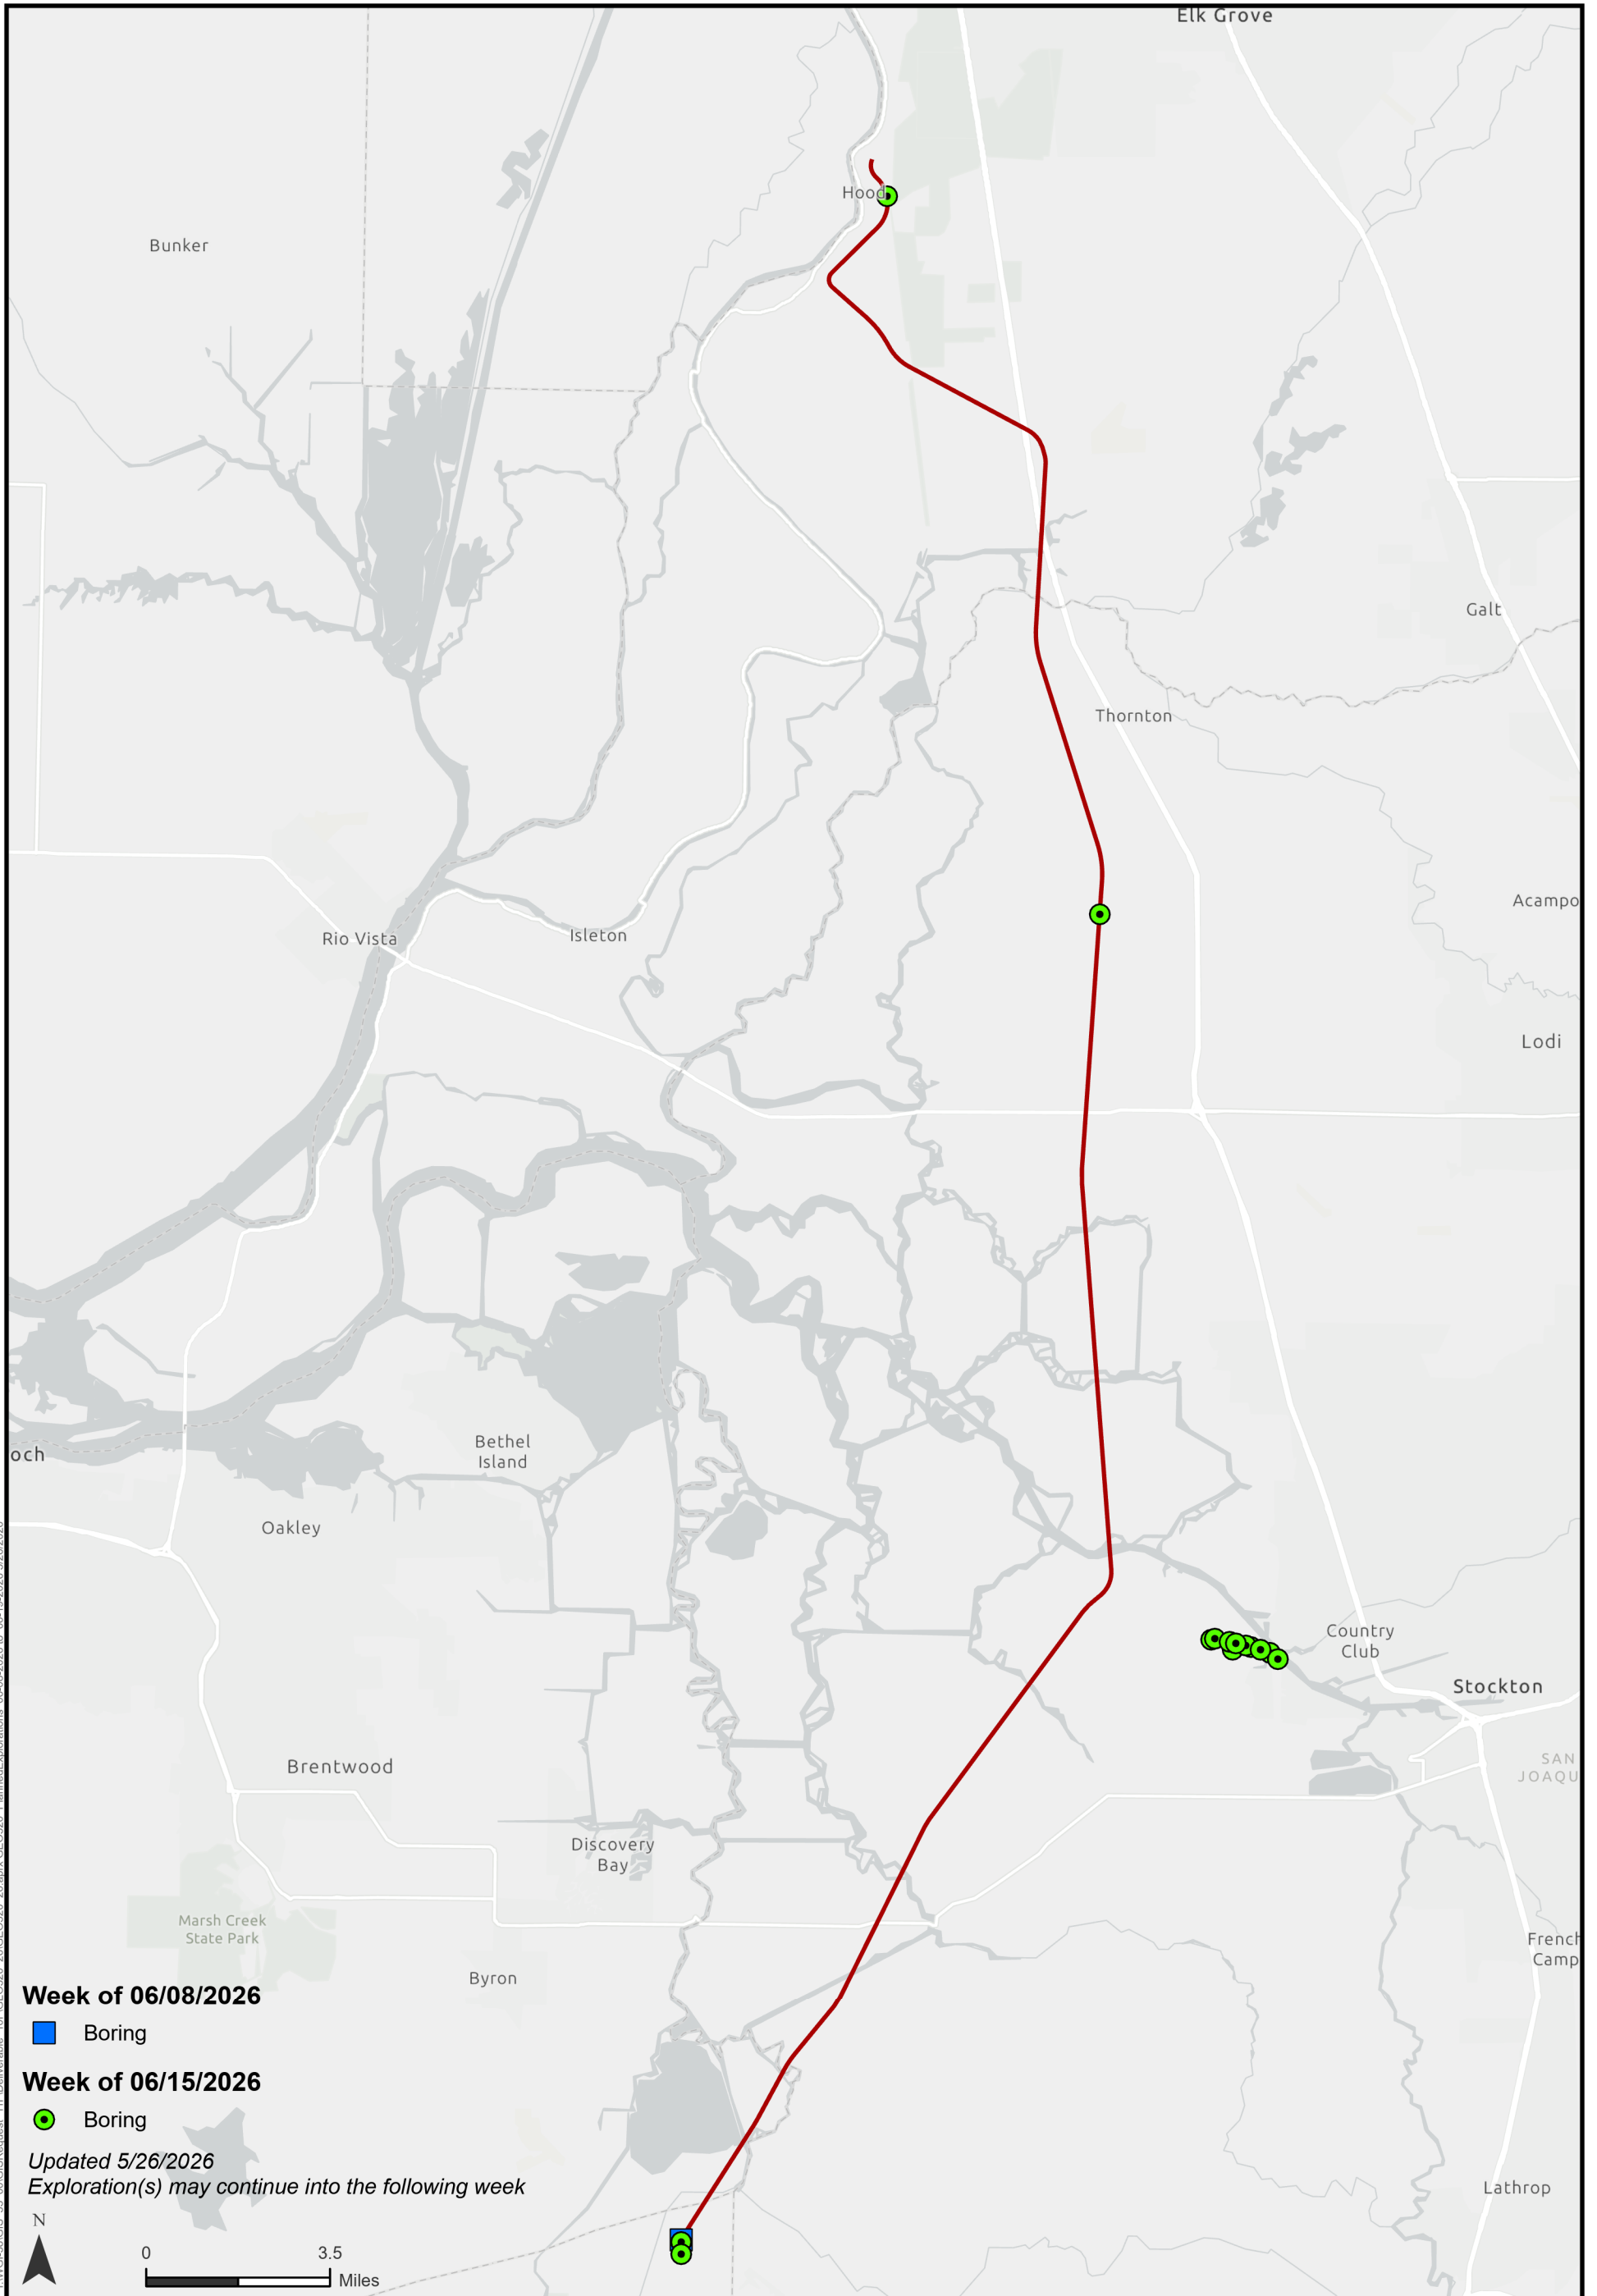 Elk Grove
Hood
Bunker
Galt
Thornton
Acampo
Rio Vista
Isleton
Lodi
och
Bethel
Island
Oakley
Country
Club
Stockton
SAN
JOAQU
Brentwood
Discovery
Bay
Marsh Creek
State Park
French
Camp
Byron
Week of 06/08/2026
Boring
Week of 06/15/2026
Boring
Updated 5/26/2026
Exploration(s) may continue into the following week
Lathrop
N
0 3.5
Miles